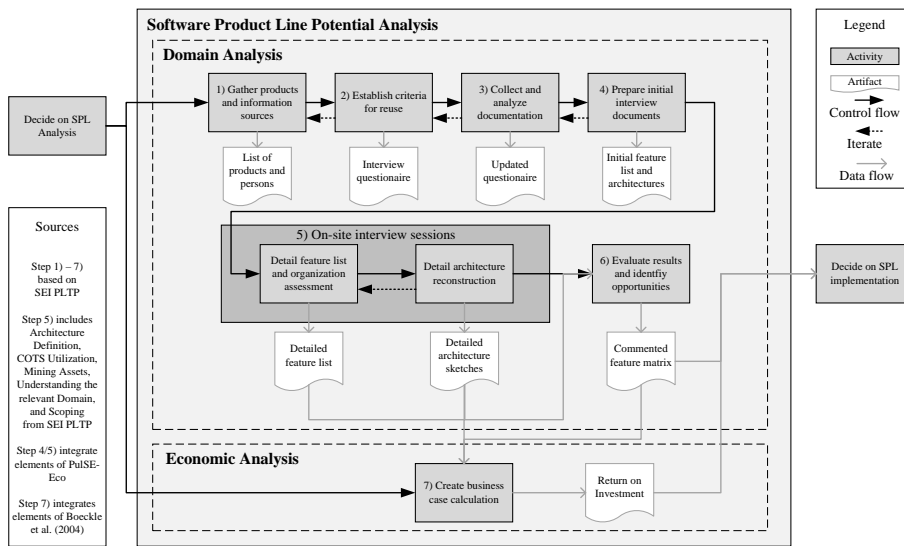 Software Product Line Potential Analysis
Domain Analysis
Decide on SPL
Analysis
1) Gather products
and information
sources
2) Establish criteria
for reuse
3) Collect and
analyze
documentation
4) Prepare initial
interview
documents
List of
products and
persons
Interview
questionaire
Updated
questionaire
Initial feature
list and
architectures
5) On-site interview sessions
Detail feature list
and organization
assessment
Detail architecture
reconstruction
6) Evaluate results
and identfiy
opportunities
Detailed
feature list
Detailed
architecture
sketches
Commented
feature matrix
Economic Analysis
7) Create business
case calculation
Return on
Investment
Decide on SPL
implementation
Legend
Activity
Artifact
Control flow
Iterate
Data flow
Sources
Step 1) – 7)
based on
SEI PLTP
Step 5) includes
Architecture
Definition,
COTS Utilization,
Mining Assets,
Understanding the
relevant Domain,
and Scoping
from SEI PLTP
Step 4/5) integrate
elements of PulSE-
Eco
Step 7) integrates
elements of Boeckle
et al. (2004)